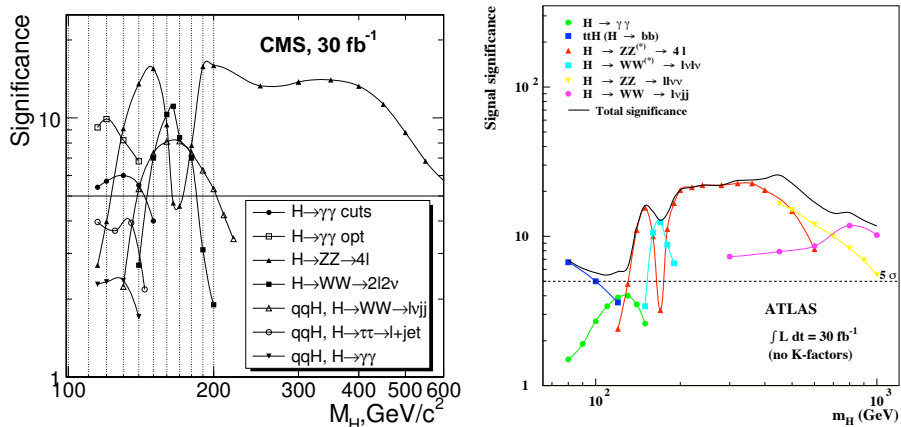 CMS, 30 fb⁻¹
Significance
10
1
H→γγ cuts
H→γγ opt
H→ZZ→4l
H→WW→2l2ν
qqH, H→WW→lνjj
qqH, H→ττ→l+jet
qqH, H→γγ
100
200
300
400
500
600
M_H,GeV/c²
Signal significance
10²
10
1
H → γ γ
ttH (H → bb)
H → ZZ⁽*⁾ → 4 l
H → WW⁽*⁾ → lνlν
H → ZZ → llνν
H → WW → lνjj
Total significance
5 σ
ATLAS
∫ L dt = 30 fb⁻¹
(no K-factors)
10²
10³
m_H (GeV)